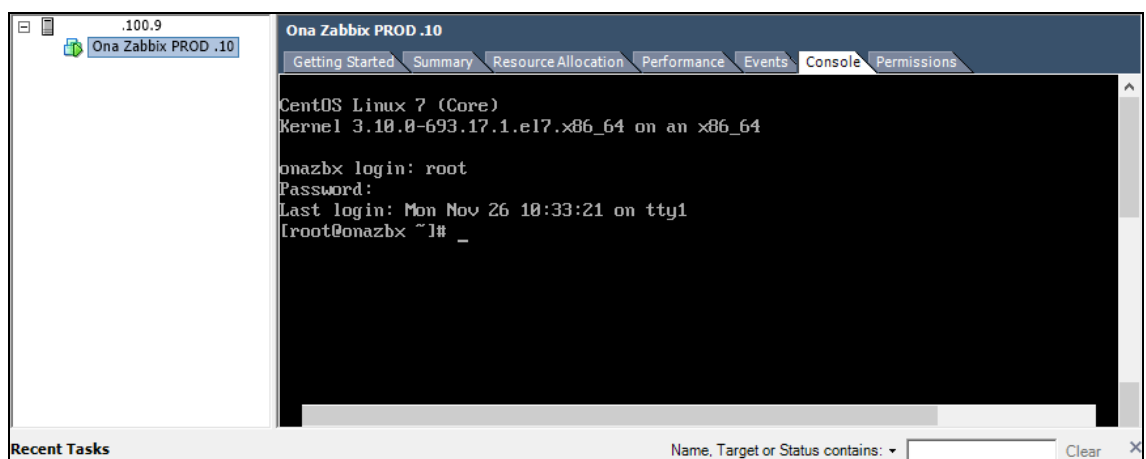 .100.9
Ona Zabbix PROD .10
Ona Zabbix PROD .10
Getting Started Summary Resource Allocation Performance Events Console Permissions
CentOS Linux 7 (Core)
Kernel 3.10.0-693.17.1.el7.x86_64 on an x86_64
onazbx login: root
Password:
Last login: Mon Nov 26 10:33:21 on tty1
[root@onazbx ~]# _
Recent Tasks
Name, Target or Status contains:
Clear